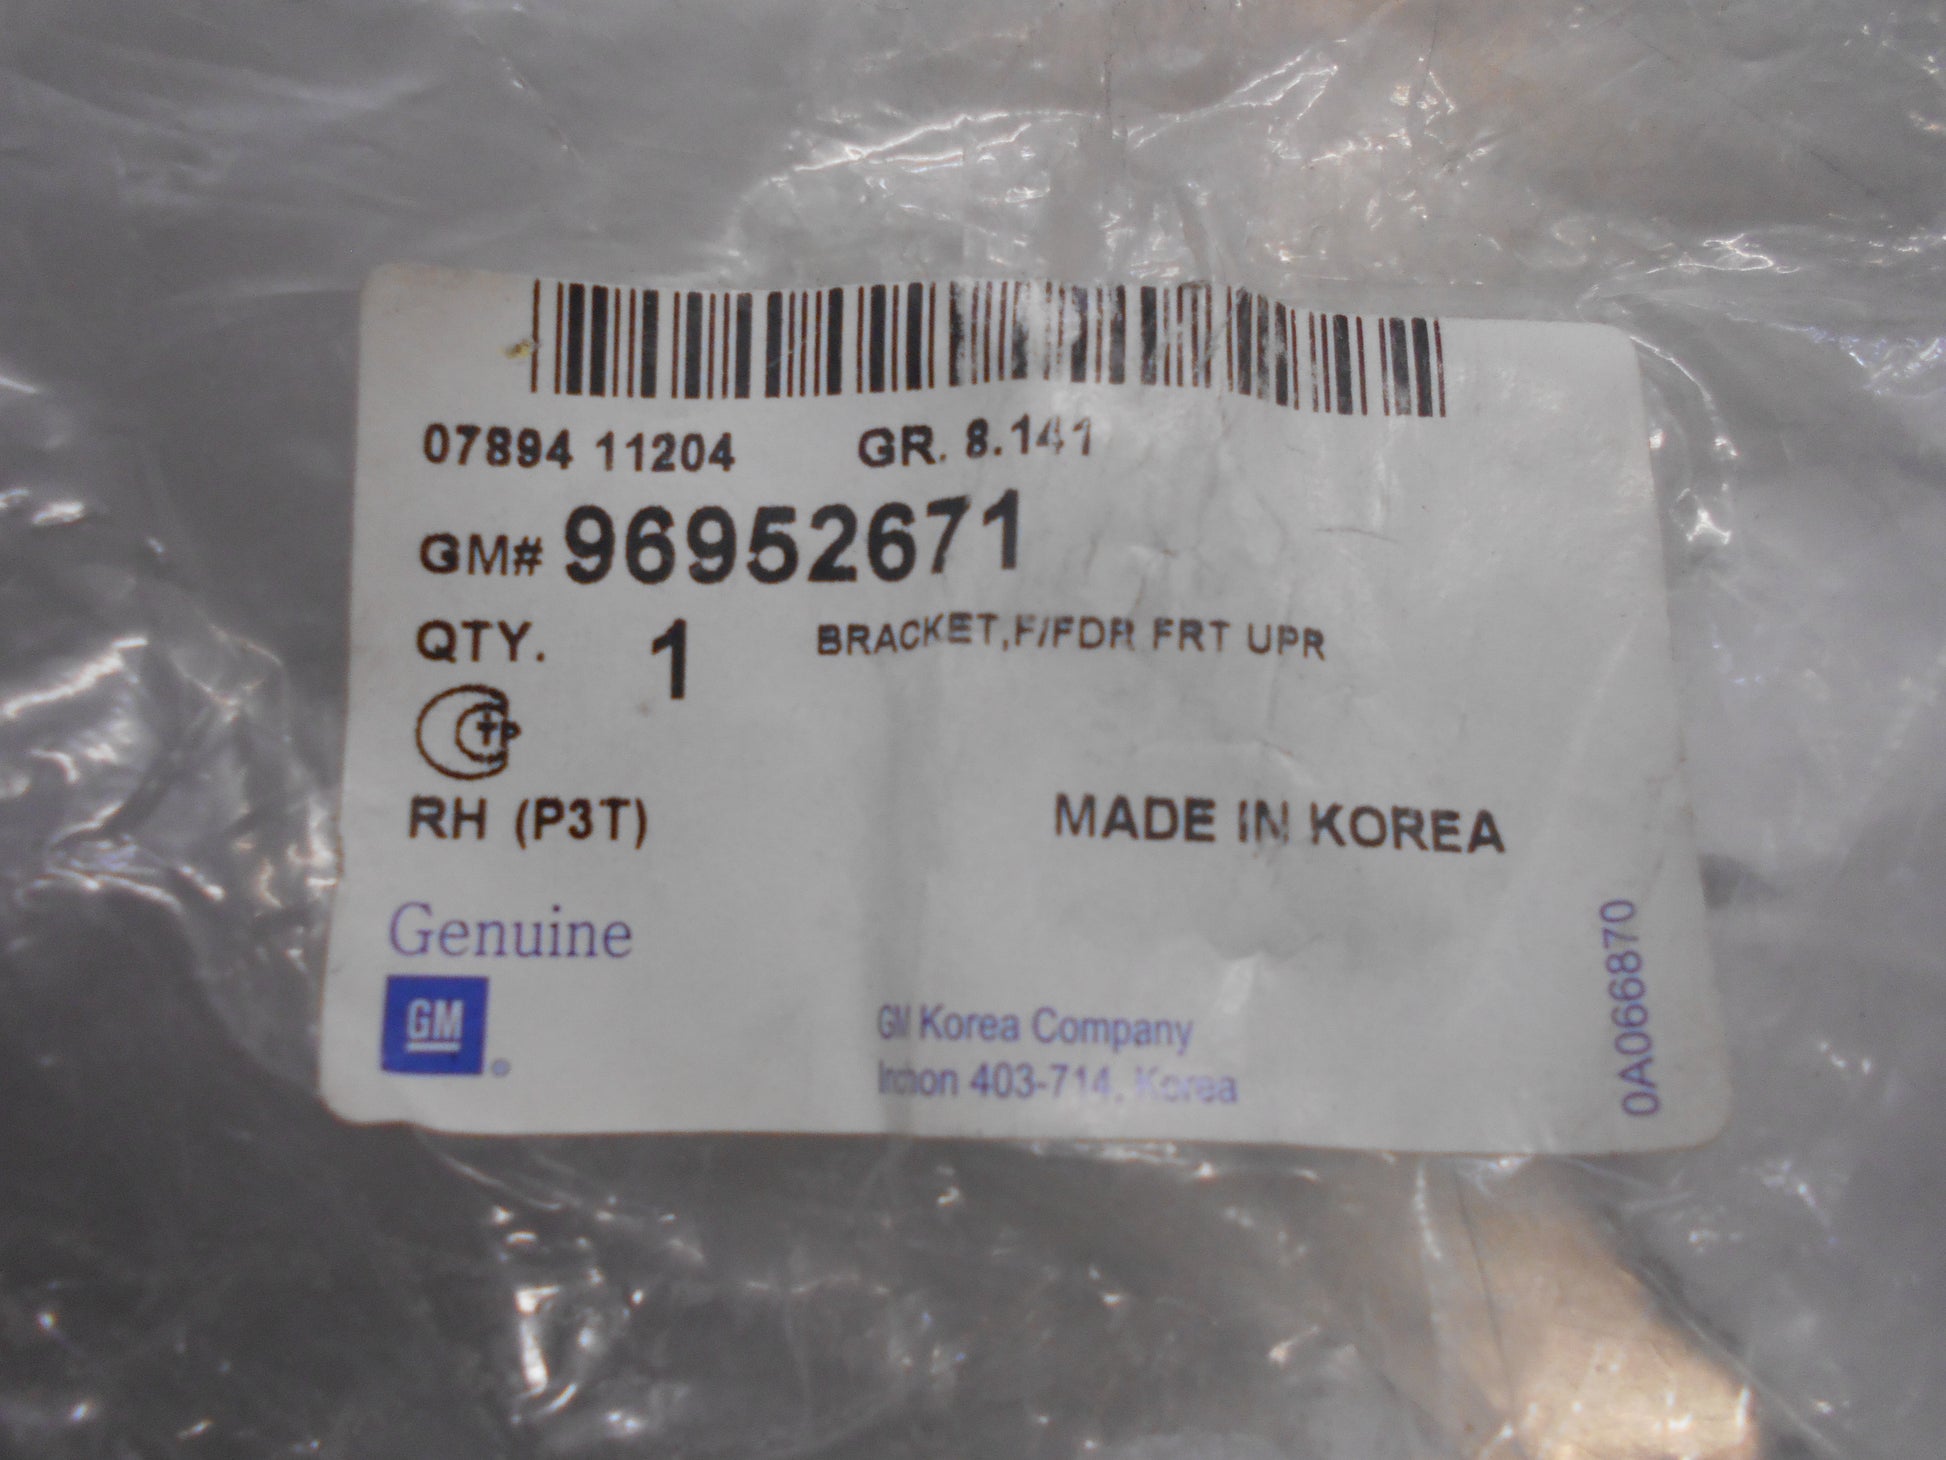 07894 11204 GR. 8.141
GM# 96952671
QTY. 1 BRACKET,F/FDR FRT UPR
RH (P3T) MADE IN KOREA
Genuine
GM
®
GM Korea Company
Inchon 403-714, Korea
0A066870